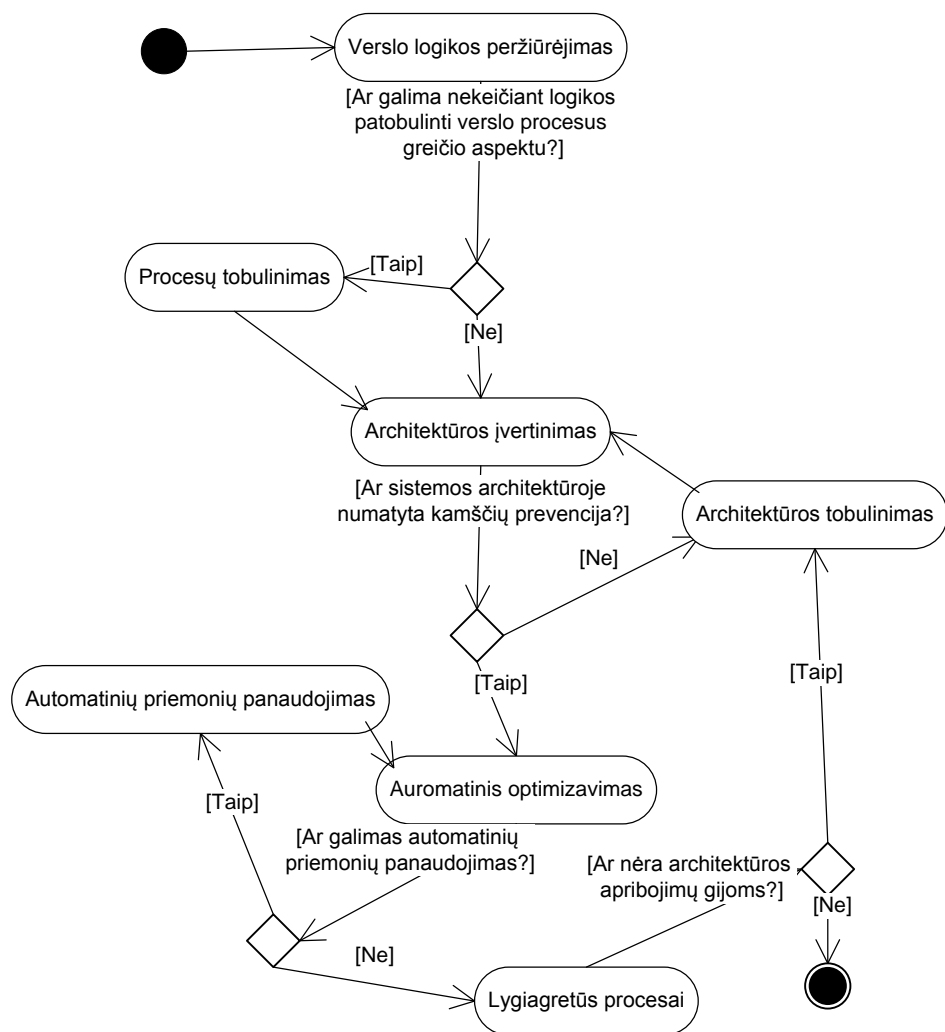 Verslo logikos peržiūrėjimas
[Ar galima nekeičiant logikos
patobulinti verslo procesus
greičio aspektu?]
[Taip]
Procesų tobulinimas
[Ne]
Architektūros įvertinimas
[Ar sistemos architektūroje
numatyta kamščių prevencija?]
Architektūros tobulinimas
[Ne]
[Taip]
[Taip]
Automatinių priemonių panaudojimas
Auromatinis optimizavimas
[Taip]
[Ar galimas automatinių
priemonių panaudojimas?]
[Ar nėra architektūros
apribojimų gijoms?]
[Ne]
[Ne]
Lygiagretūs procesai